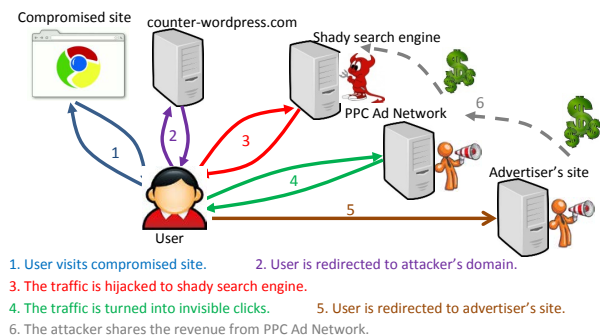 Compromised site
counter-wordpress.com
Shady search engine
PPC Ad Network
Advertiser's site
1
2
3
4
5
6
User
1. User visits compromised site.
2. User is redirected to attacker's domain.
3. The traffic is hijacked to shady search engine.
4. The traffic is turned into invisible clicks.
5. User is redirected to advertiser's site.
6. The attacker shares the revenue from PPC Ad Network.